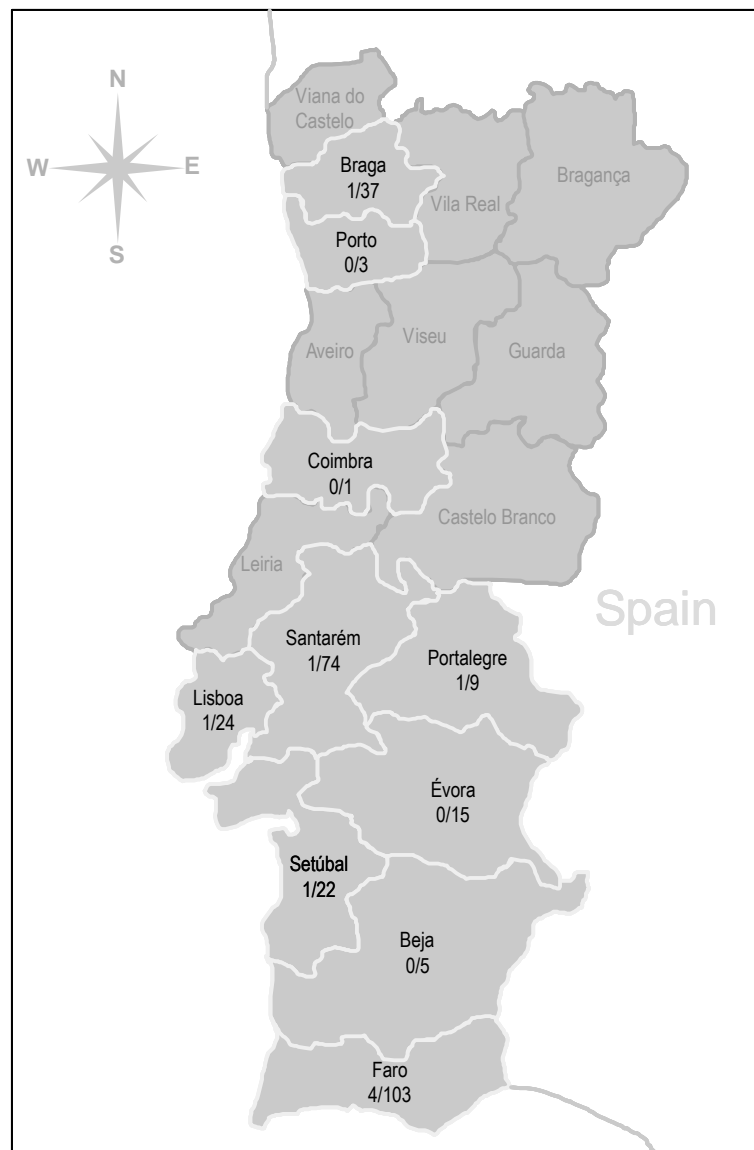 N
W
E
S
Viana do
Castelo
Braga
1/37
Vila Real
Bragança
Porto
0/3
Aveiro
Viseu
Guarda
Coimbra
0/1
Castelo Branco
Leiria
Spain
Santarém
1/74
Portalegre
1/9
Lisboa
1/24
Évora
0/15
Setúbal
1/22
Beja
0/5
Faro
4/103